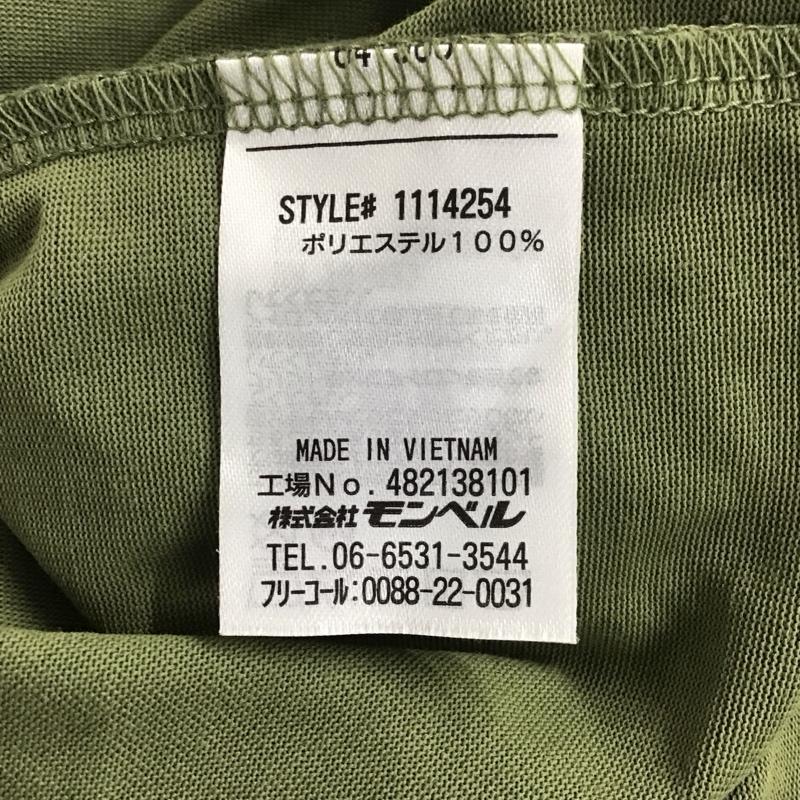 STYLE# 1114254
ポリエステル100%
MADE IN VIETNAM
工場No.482138101
株式会社モンベル
TEL.06-6531-3544
フリーコール:0088-22-0031